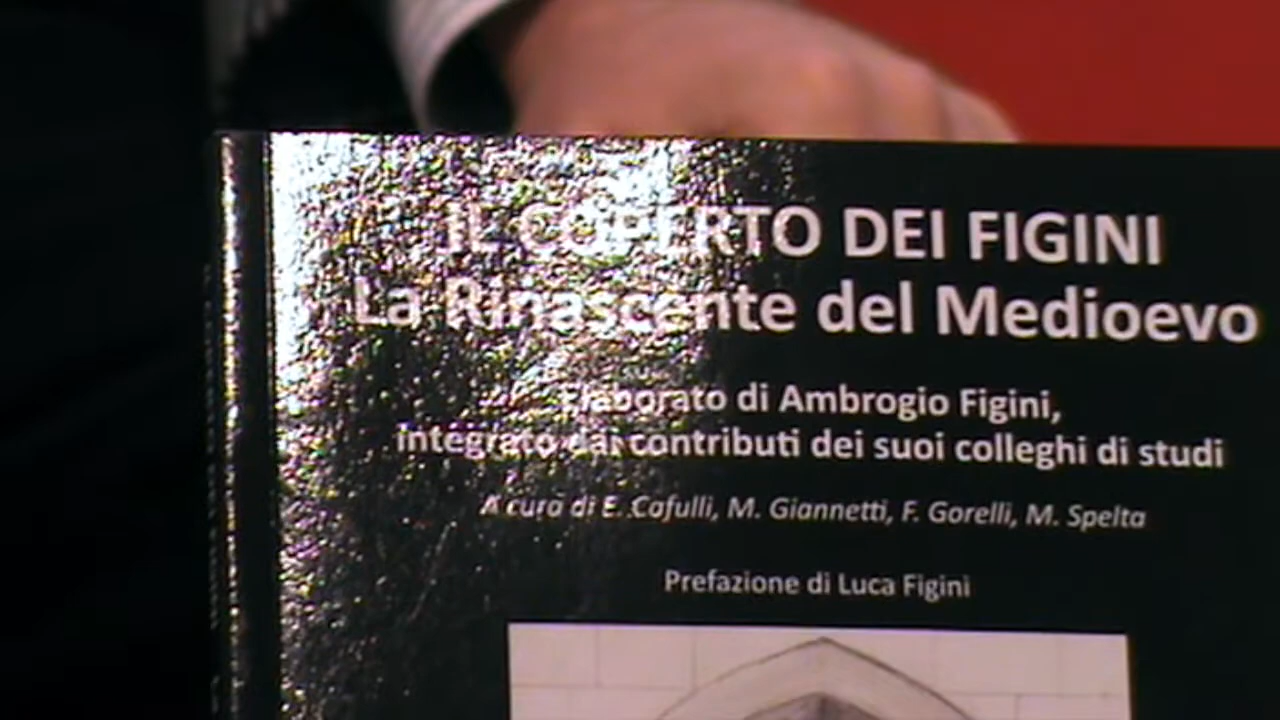 IL COPERTO DEI FIGINI
La Rinascente del Medioevo
Elaborato di Ambrogio Figini,
integrato dai contributi dei suoi colleghi di studi
A cura di E. Cafulli, M. Giannetti, F. Gorelli, M. Spelta
Prefazione di Luca Figini